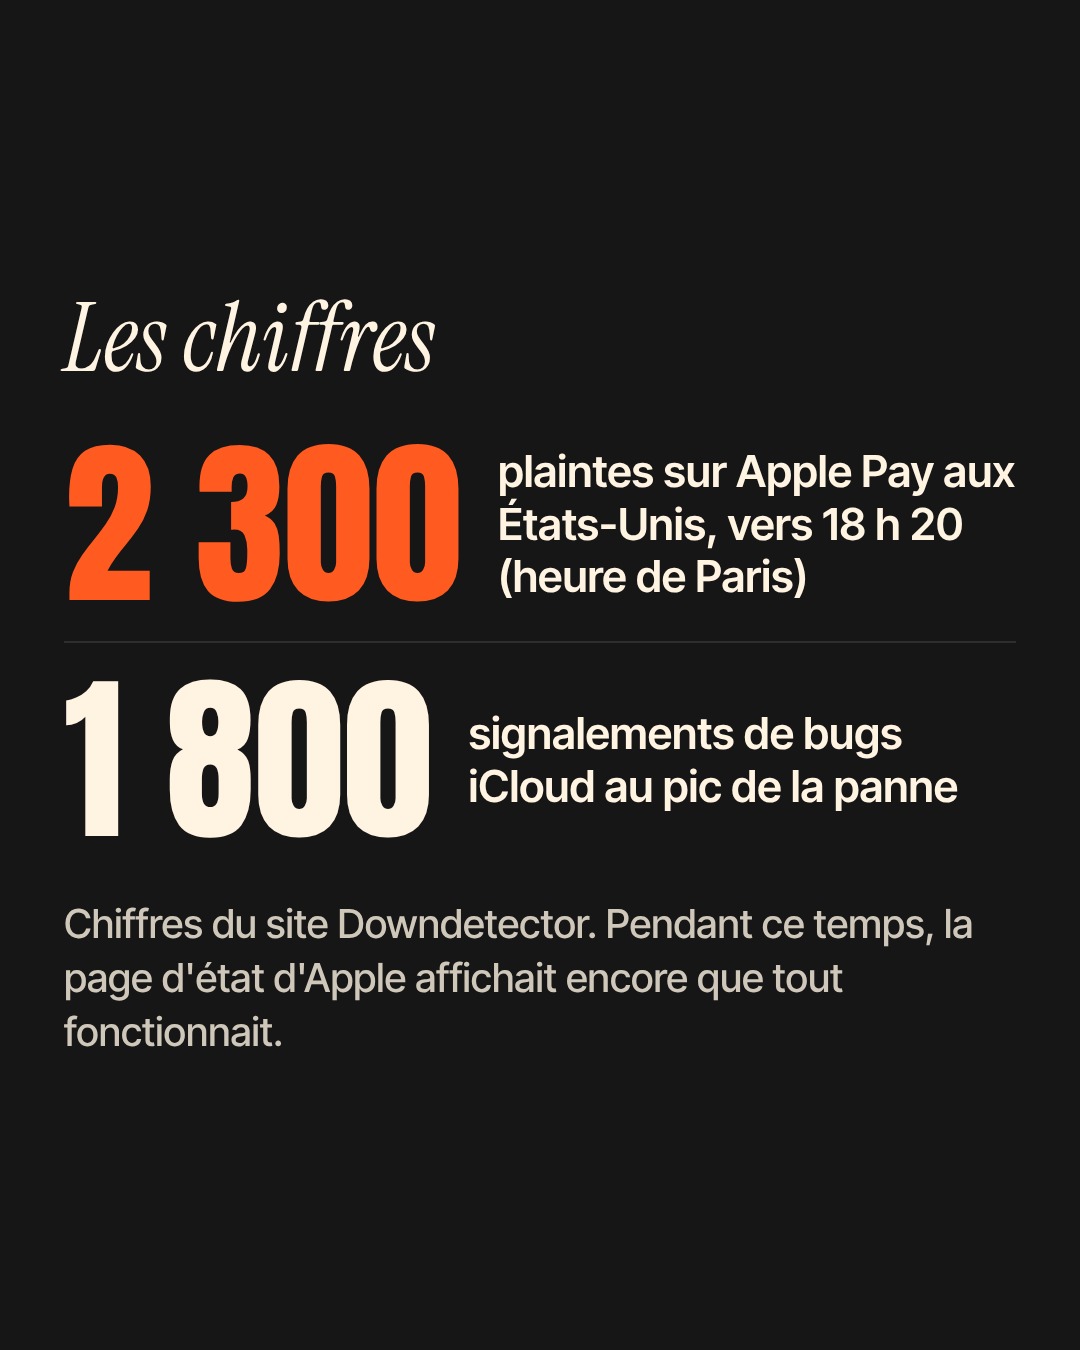 Les chiffres
2 300
plaintes sur Apple Pay aux
États-Unis, vers 18 h 20
(heure de Paris)
1 800
signalements de bugs
iCloud au pic de la panne
Chiffres du site Downdetector. Pendant ce temps, la
page d'état d'Apple affichait encore que tout
fonctionnait.